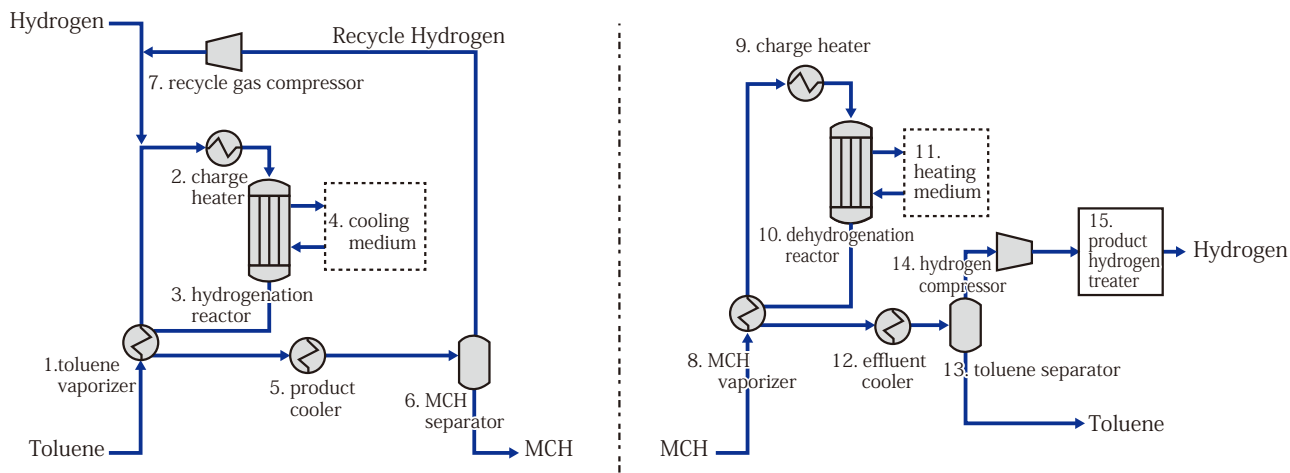 Hydrogen
Recycle Hydrogen
7. recycle gas compressor
2. charge
heater
4. cooling
medium
3. hydrogenation
reactor
1.toluene
vaporizer
5. product
cooler
6. MCH
separator
Toluene
MCH
9. charge heater
11.
heating
medium
10. dehydrogenation
reactor
14. hydrogen
compressor
15.
product
hydrogen
treater
Hydrogen
8. MCH
vaporizer
12. effluent
cooler
13. toluene separator
Toluene
MCH